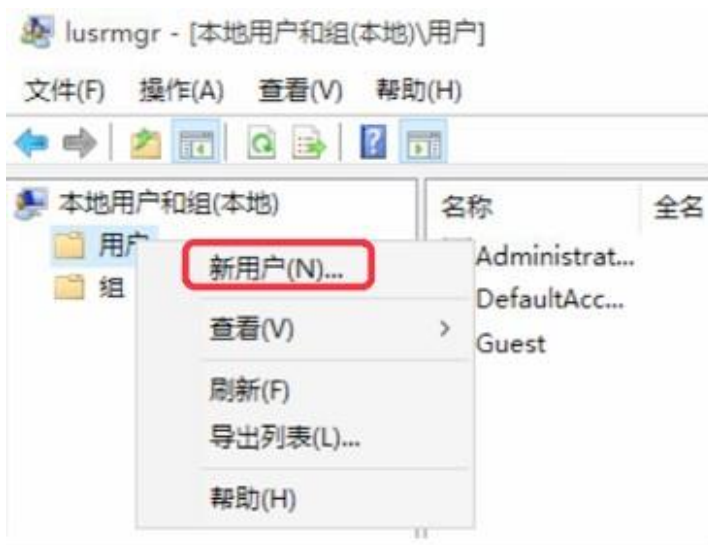 lusrmgr - [本地用户和组(本地)\用户]
文件(F) 操作(A) 查看(V) 帮助(H)
本地用户和组(本地)
用户
组
名称 全名
Administrat...
DefaultAcc...
Guest
新用户(N)...
查看(V)
刷新(F)
导出列表(L)...
帮助(H)